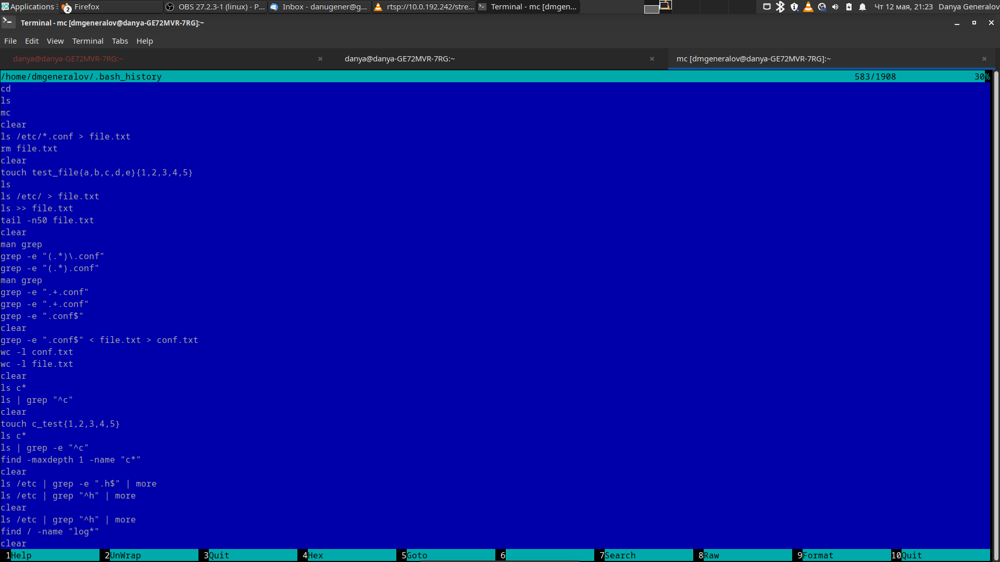 Applications Firefox 2 OBS 27.2.3-1 (linux) - P... Inbox - danugener@g... rtsp://10.0.192.242/stre... Terminal - mc [dmgen... Чт 12 мая, 21:23 Danya Generalov
Terminal - mc [dmgeneralov@danya-GE72MVR-7RG]:~
File Edit View Terminal Tabs Help
danya@danya-GE72MVR-7RG:~ × danya@danya-GE72MVR-7RG:~ × mc [dmgeneralov@danya-GE72MVR-7RG]:~ ×
/home/dmgeneralov/.bash_history 583/1908 30%
cd
ls
mc
clear
ls /etc/*.conf > file.txt
rm file.txt
clear
touch test_file{a,b,c,d,e}{1,2,3,4,5}
ls
ls /etc/ > file.txt
ls >> file.txt
tail -n50 file.txt
clear
man grep
grep -e "(.*)\.conf"
grep -e "(.*).conf"
man grep
grep -e ".+.conf"
grep -e ".+.conf"
grep -e ".conf$"
clear
grep -e ".conf$" < file.txt > conf.txt
wc -l conf.txt
wc -l file.txt
clear
ls c*
ls | grep "^c"
clear
touch c_test{1,2,3,4,5}
ls c*
ls | grep -e "^c"
find -maxdepth 1 -name "c*"
clear
ls /etc | grep -e ".h$" | more
ls /etc | grep "^h" | more
clear
ls /etc | grep "^h" | more
find / -name "log*"
clear
1Help 2UnWrap 3Quit 4Hex 5Goto 6 7Search 8Raw 9Format 10Quit